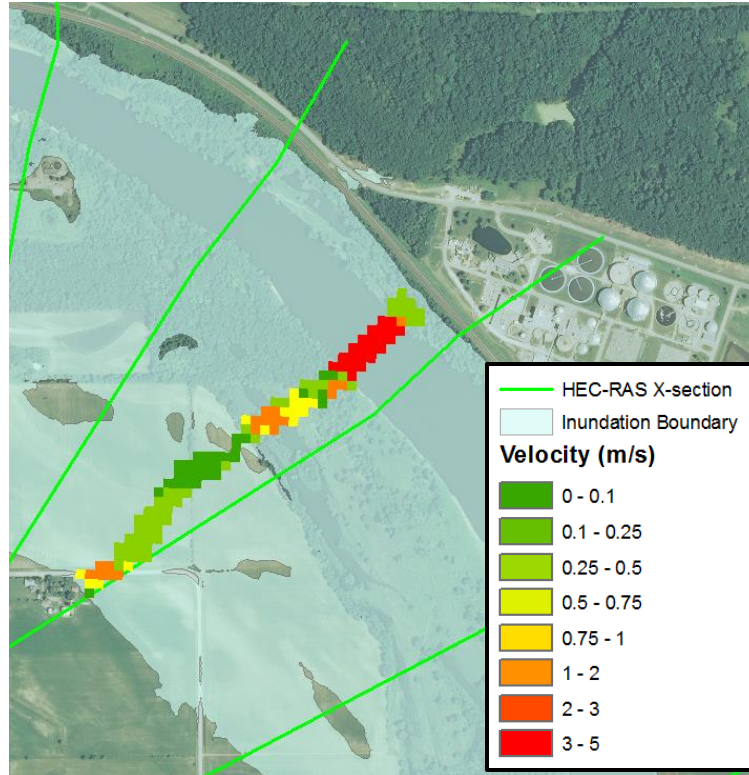 HEC-RAS X-section
Inundation Boundary
Velocity (m/s)
0 - 0.1
0.1 - 0.25
0.25 - 0.5
0.5 - 0.75
0.75 - 1
1 - 2
2 - 3
3 - 5